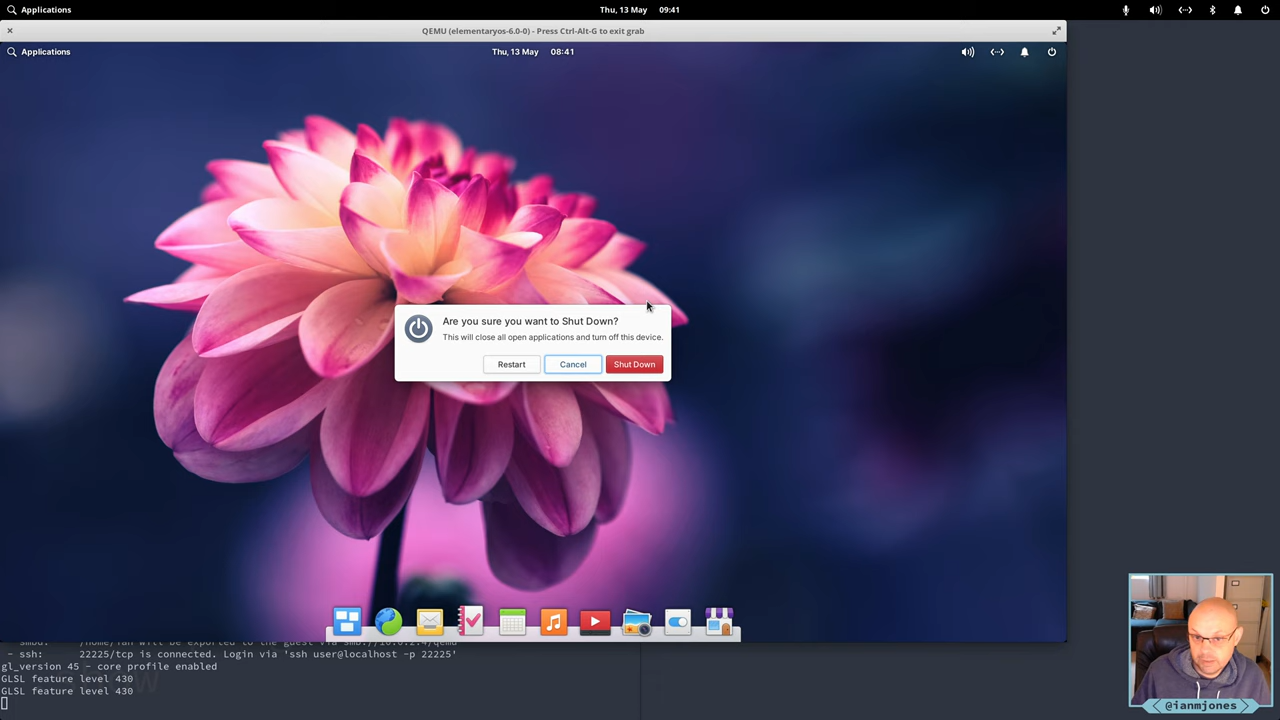 Applications
Thu, 13 May 09:41
QEMU (elementaryos-6.0-0) - Press Ctrl-Alt-G to exit grab
Applications
Thu, 13 May 08:41
Are you sure you want to Shut Down?
This will close all open applications and turn off this device.
Restart Cancel Shut Down
- ssh: 22225/tcp is connected. Login via 'ssh user@localhost -p 22225'
gl_version 45 - core profile enabled
GLSL feature level 430
GLSL feature level 430
@ianmjones